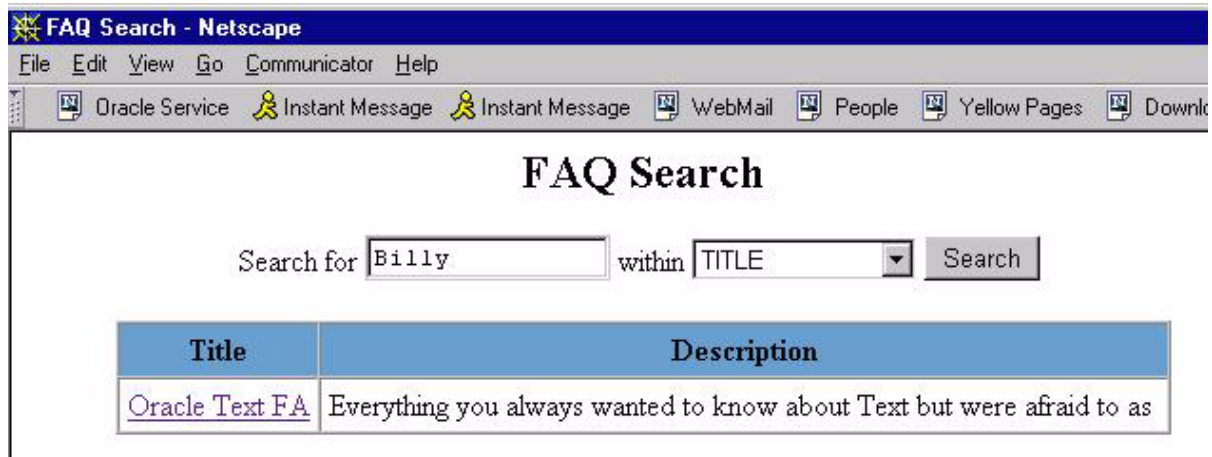 FAQ Search - Netscape
File Edit View Go Communicator Help
Oracle Service Instant Message Instant Message WebMail People Yellow Pages Downlo
FAQ Search
Search for Billy within TITLE Search
Title Description
Oracle Text FA Everything you always wanted to know about Text but were afraid to as